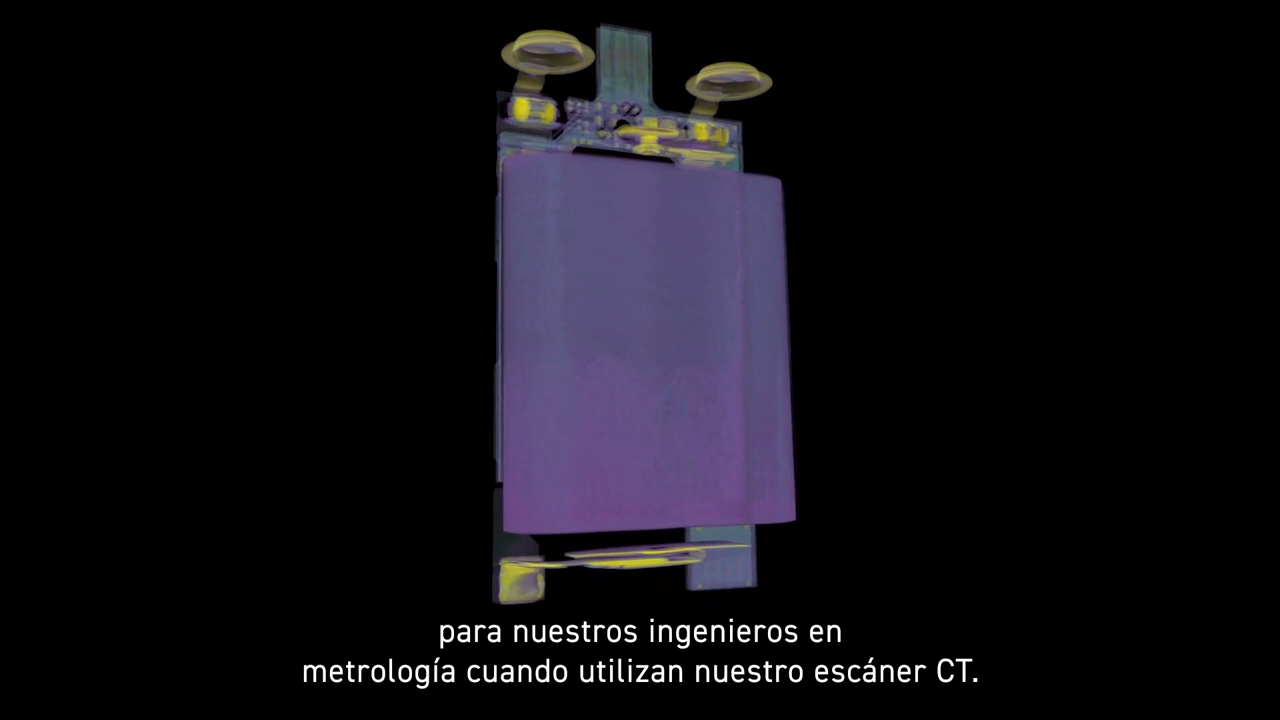 para nuestros ingenieros en
metrología cuando utilizan nuestro escáner CT.